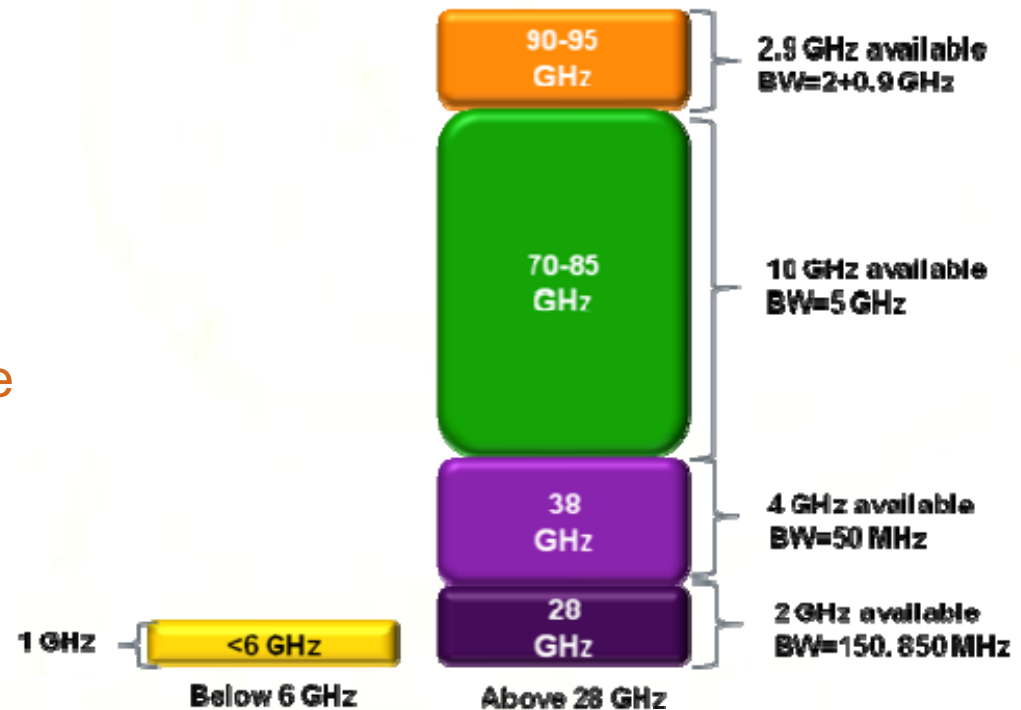 90-95
GHz
2.9 GHz available
BW=2+0.9 GHz
70-85
GHz
10 GHz available
BW=5 GHz
e
38
GHz
4 GHz available
BW=50 MHz
28
GHz
2 GHz available
BW=150. 850 MHz
1 GHz
<6 GHz
Below 6 GHz
Above 28 GHz